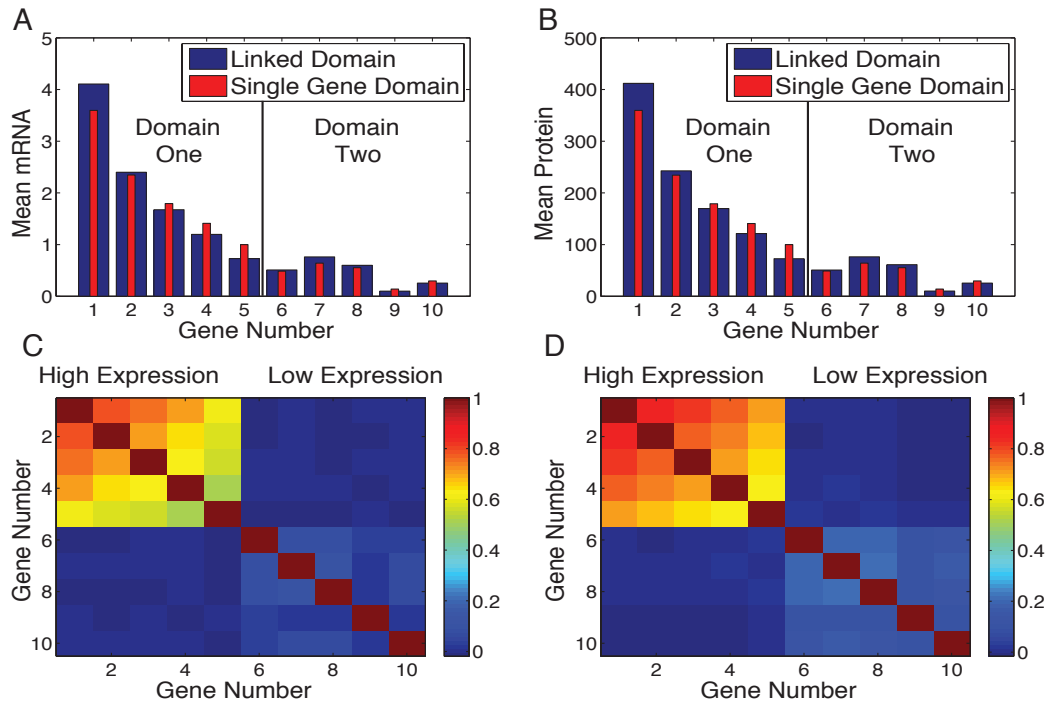 A
5
4
3
2
1
0
Mean mRNA
Linked Domain
Single Gene Domain
Domain
One
Domain
Two
1 2 3 4 5 6 7 8 9 10
Gene Number
B
500
400
300
200
100
0
Mean Protein
Linked Domain
Single Gene Domain
Domain
One
Domain
Two
1 2 3 4 5 6 7 8 9 10
Gene Number
C
High Expression Low Expression
Gene Number
2
4
6
8
10
2 4 6 8 10
Gene Number
1
0.8
0.6
0.4
0.2
0
D
High Expression Low Expression
Gene Number
2
4
6
8
10
2 4 6 8 10
Gene Number
1
0.8
0.6
0.4
0.2
0